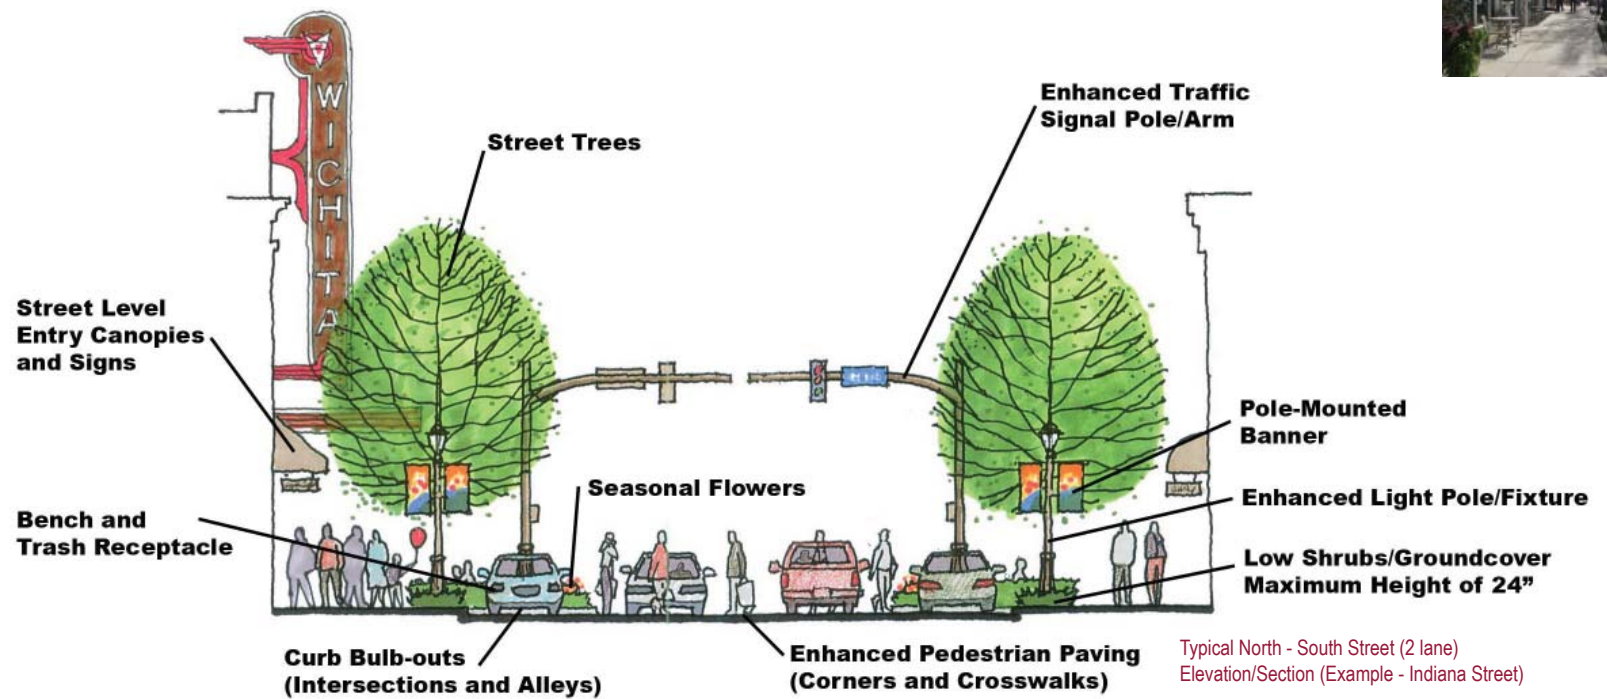 WICHITA
Street Trees
Enhanced Traffic
Signal Pole/Arm
Street Level
Entry Canopies
and Signs
Pole-Mounted
Banner
Seasonal Flowers
Enhanced Light Pole/Fixture
Bench and
Trash Receptacle
Low Shrubs/Groundcover
Maximum Height of 24”
Curb Bulb-outs
(Intersections and Alleys)
Enhanced Pedestrian Paving
(Corners and Crosswalks)
Typical North - South Street (2 lane)
Elevation/Section (Example - Indiana Street)